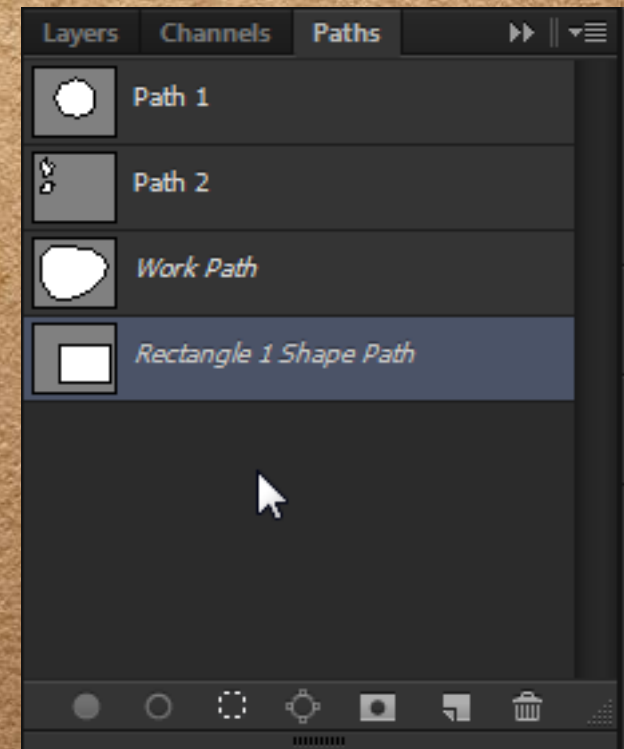 Layers Channels Paths
Path 1
Path 2
Work Path
Rectangle 1 Shape Path